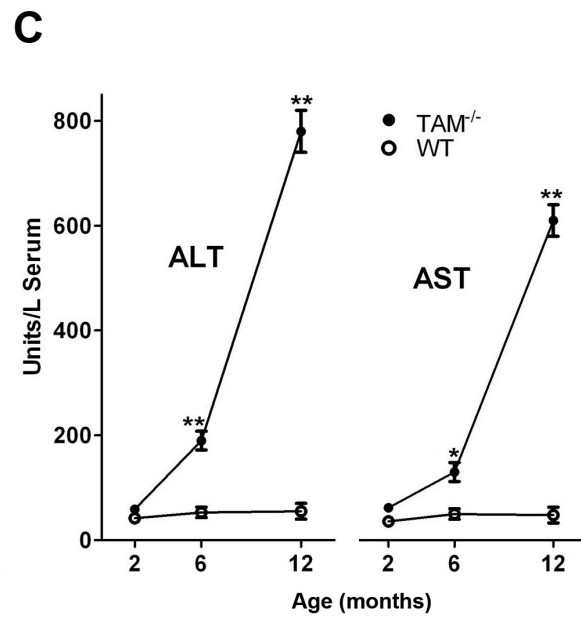 C
**
800
● TAM-/-
○ WT
**
600
ALT
AST
Units/L Serum
400
200
**
*
0
2 6 12 2 6 12
Age (months)